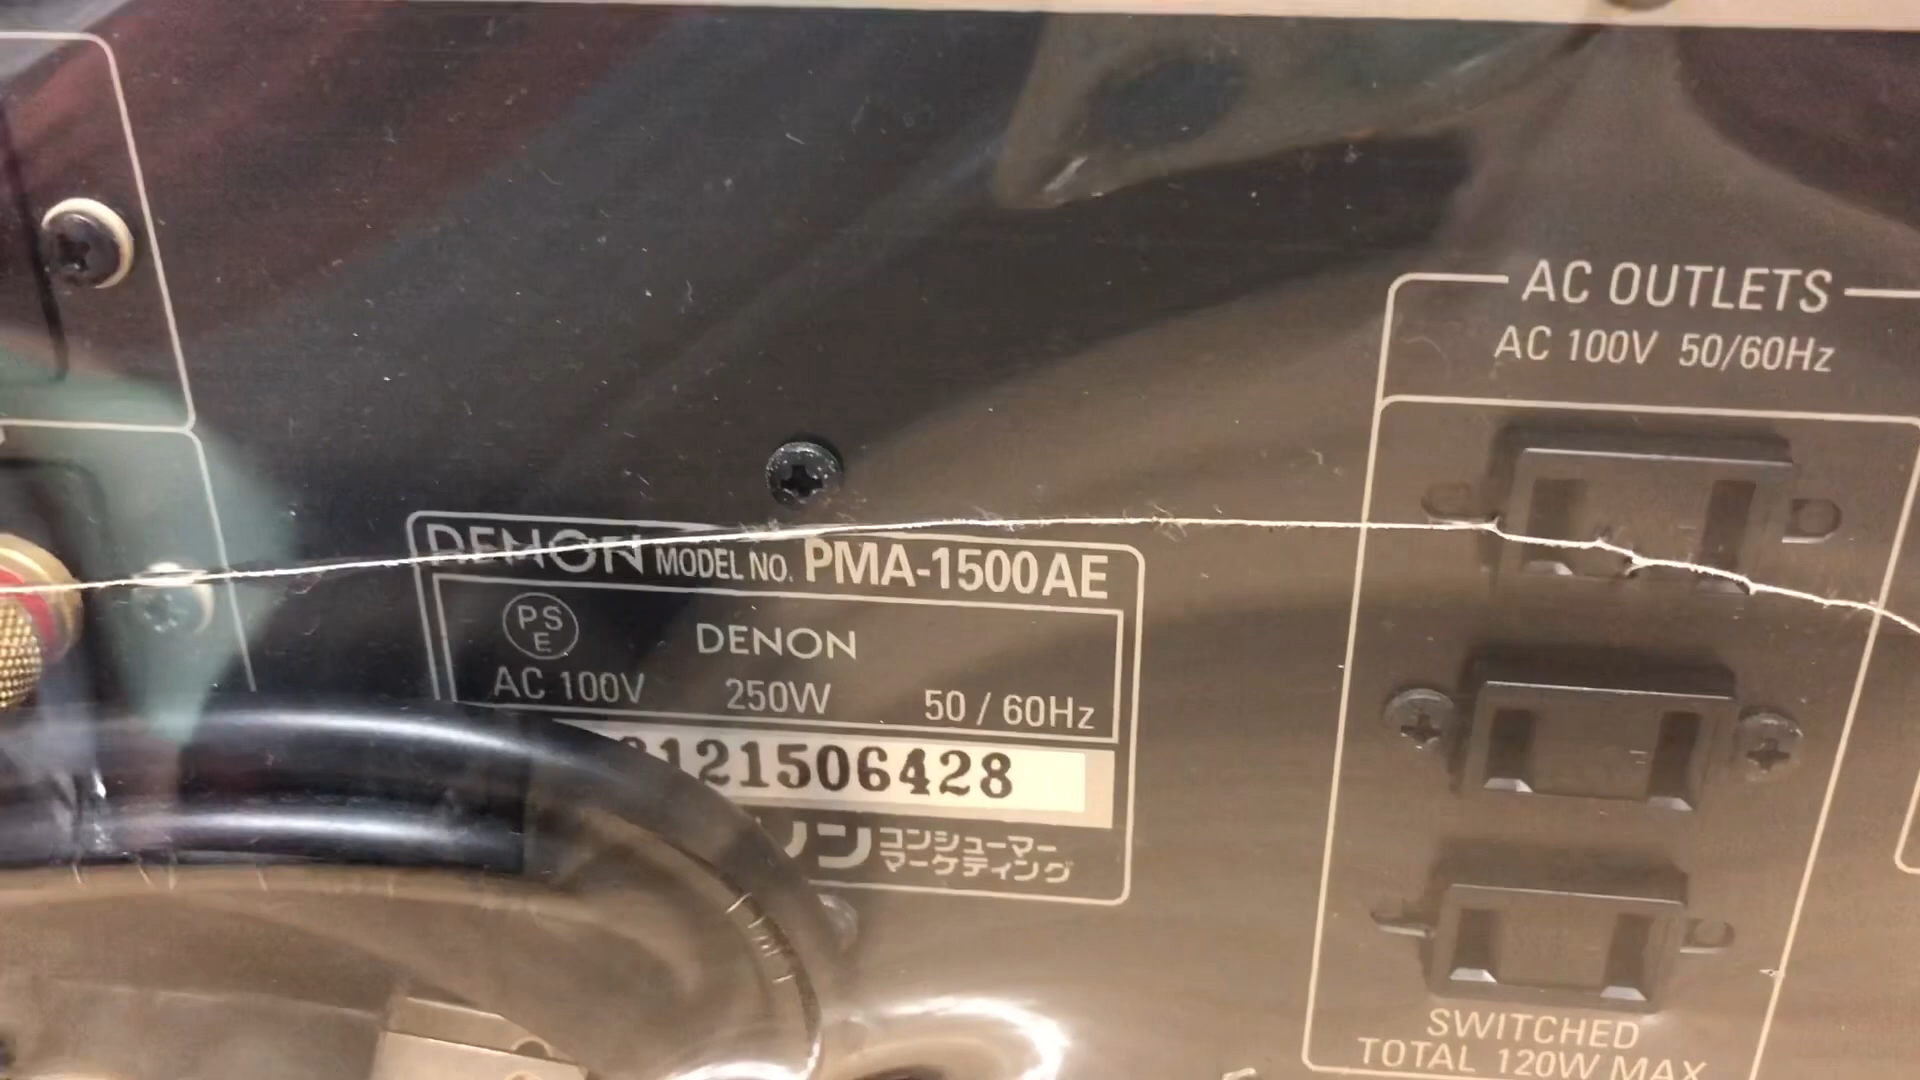 AC OUTLETS
AC 100V 50/60Hz
DENON MODEL NO. PMA-1500AE
PS
E
DENON
AC 100V 250W 50 / 60Hz
121506428
ソン コンシューマー
マーケティング
SWITCHED
TOTAL 120W MAX